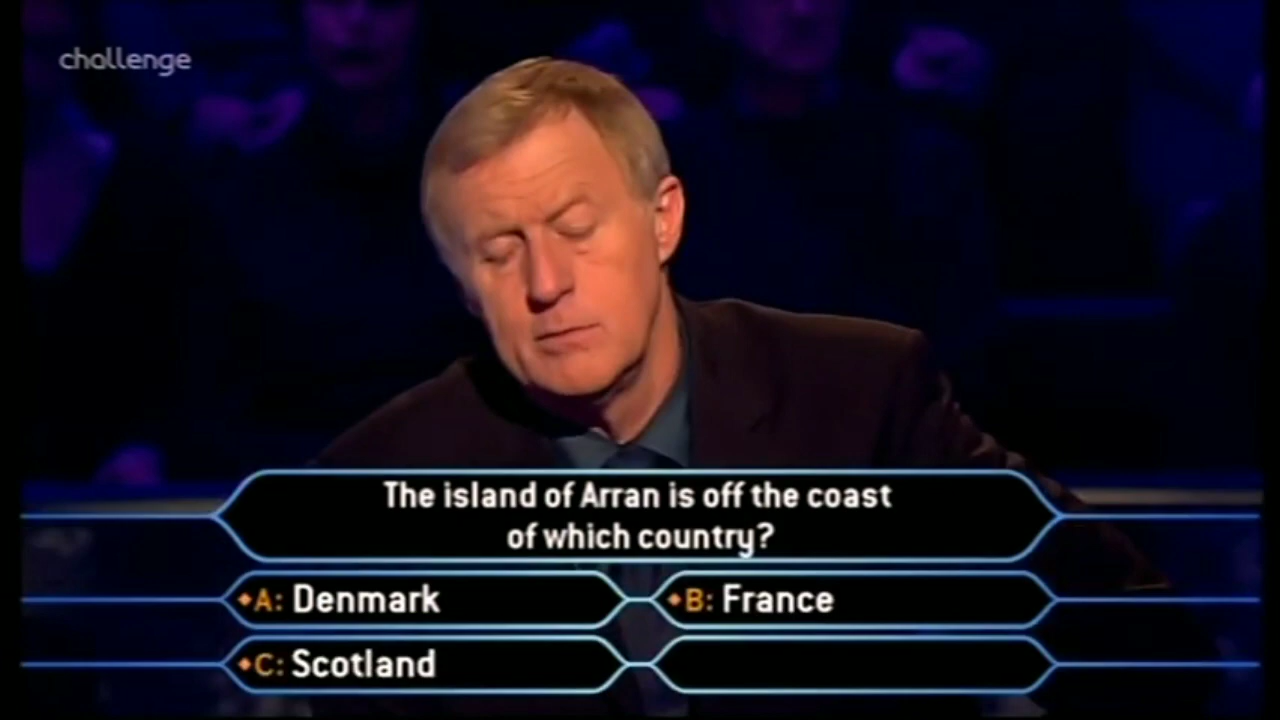 challenge
The island of Arran is off the coast
of which country?
A: Denmark
B: France
C: Scotland